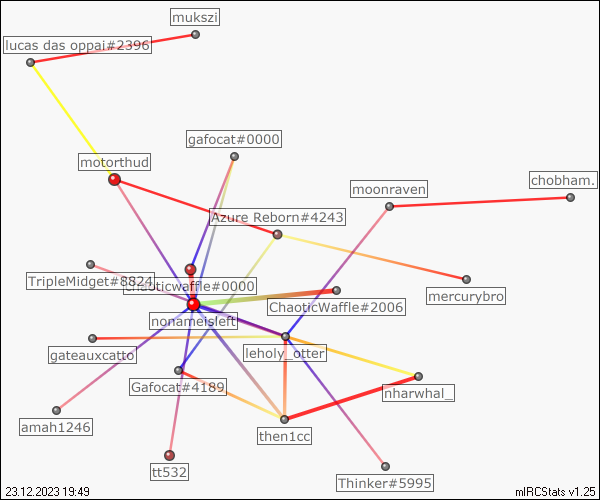 mukszi
lucas das oppai#2396
gafocat#0000
motorthud
chobham.
moonraven
Azure Reborn#4243
TripleMidget#8824
chaoticwaffle#0000
mercurybro
ChaoticWaffle#2006
nonameisleft
gateauxcatto
leholy_otter
Gafocat#4189
nharwhal_
amah1246
then1cc
tt532
Thinker#5995
23.12.2023 19:49
mIRCStats v1.25